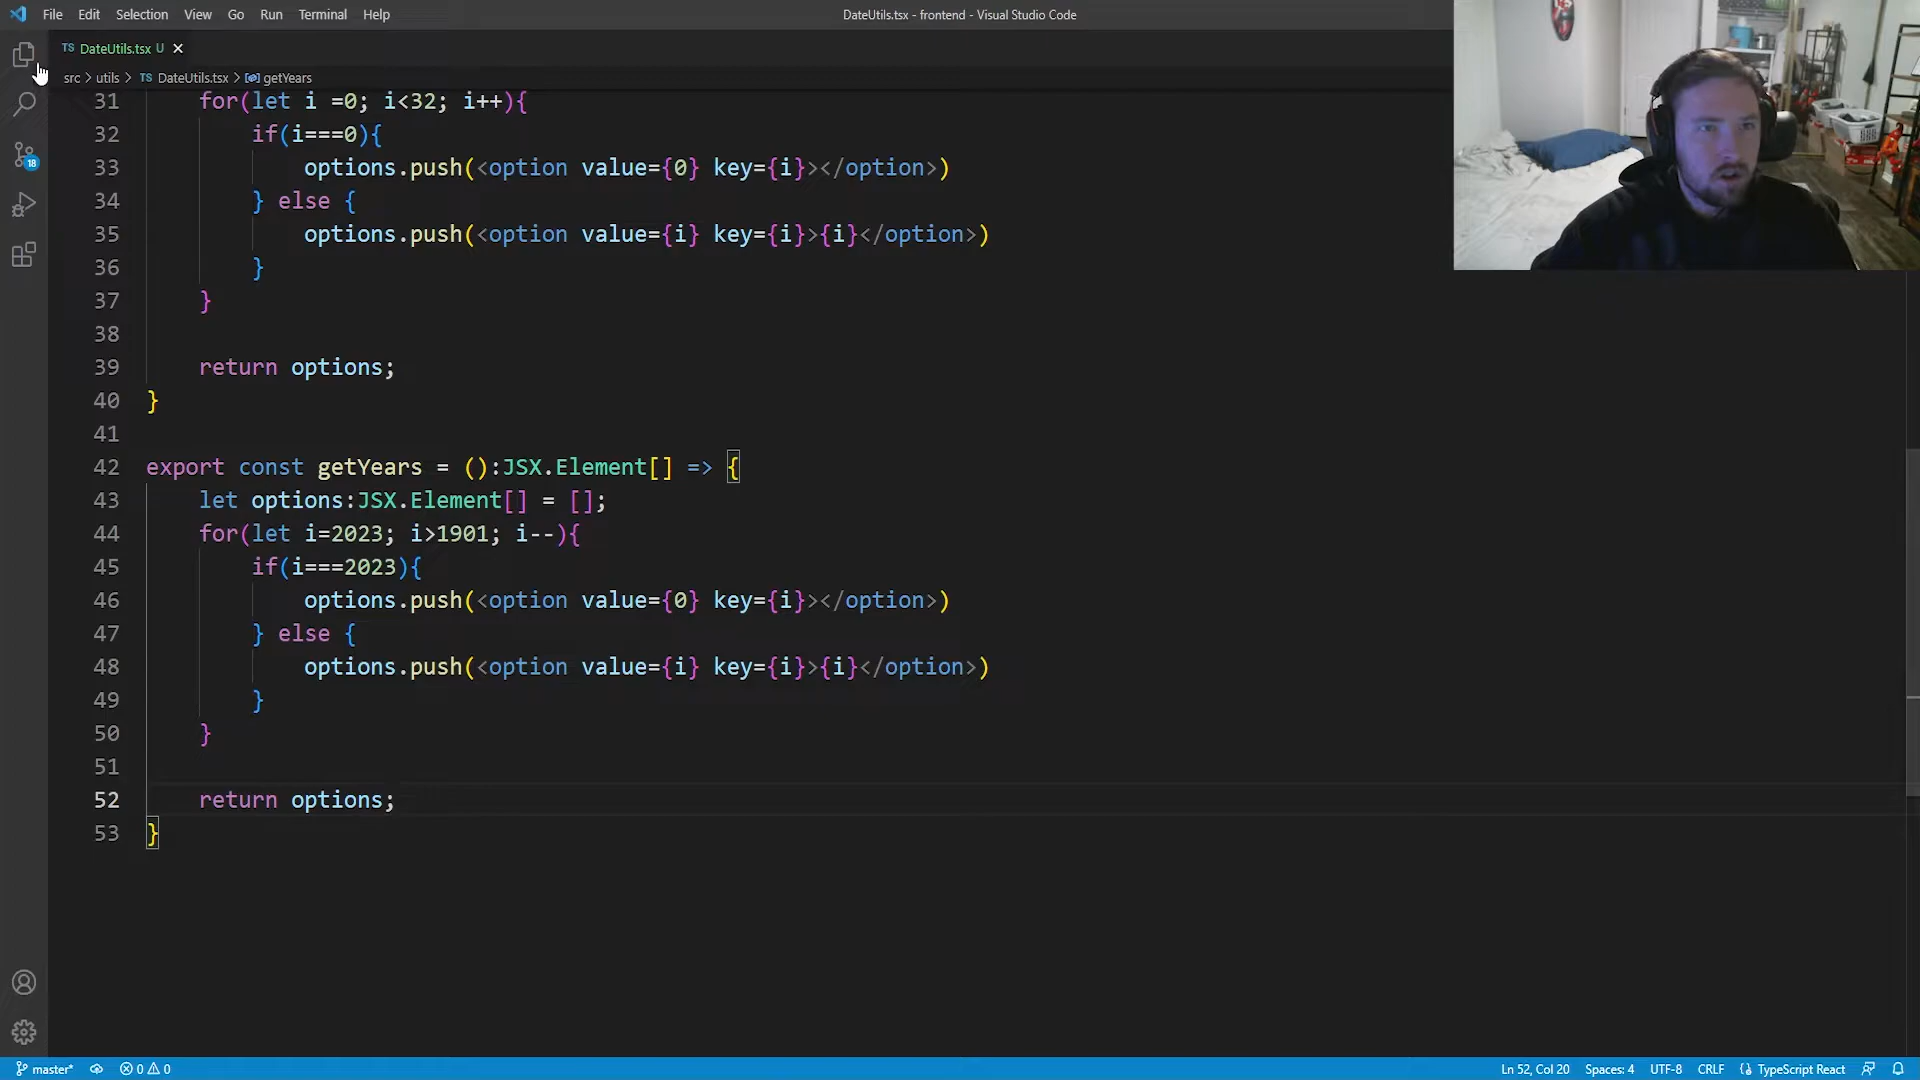 File Edit Selection View Go Run Terminal Help
DateUtils.tsx - frontend - Visual Studio Code
TS DateUtils.tsx U ×
src > utils > TS DateUtils.tsx > getYears
31 for(let i =0; i<32; i++){
32 if(i===0){
33 options.push(<option value={0} key={i}></option>)
34 } else {
35 options.push(<option value={i} key={i}>{i}</option>)
36 }
37 }
38
39 return options;
40 }
41
42 export const getYears = ():JSX.Element[] => {
43 let options:JSX.Element[] = [];
44 for(let i=2023; i>1901; i--){
45 if(i===2023){
46 options.push(<option value={0} key={i}></option>)
47 } else {
48 options.push(<option value={i} key={i}>{i}</option>)
49 }
50 }
51
52 return options;
53 }
18
master* 0 0 Ln 52, Col 20 Spaces: 4 UTF-8 CRLF {} TypeScript React